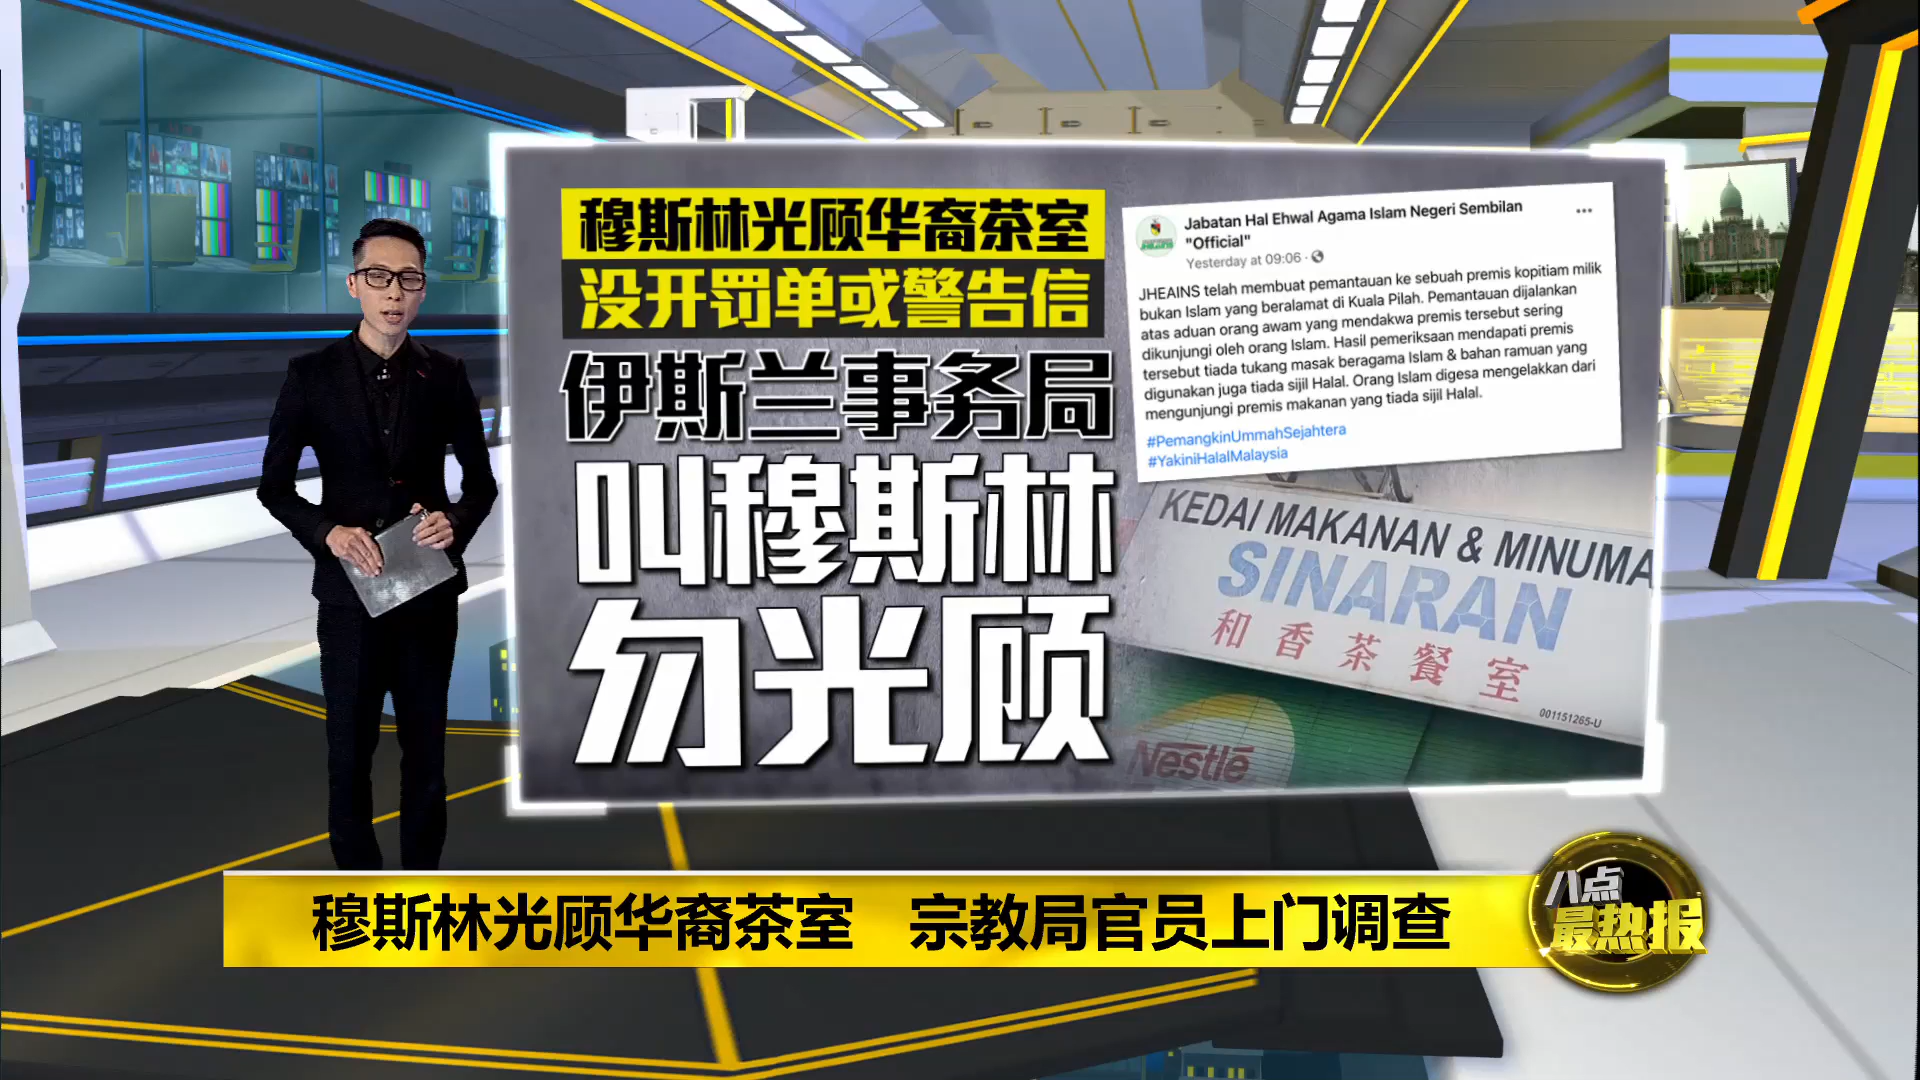 穆斯林光顾华裔茶室
没开罚单或警告信
伊斯兰事务局
叫穆斯林
勿光顾
Jabatan Hal Ehwal Agama Islam Negeri Sembilan
"Official"
Yesterday at 09:06 ·
JHEAINS telah membuat pemantauan ke sebuah premis kopitiam milik
bukan Islam yang beralamat di Kuala Pilah. Pemantauan dijalankan
atas aduan orang awam yang mendakwa premis tersebut sering
dikunjungi oleh orang Islam. Hasil pemeriksaan mendapati premis
tersebut tiada tukang masak beragama Islam & bahan ramuan yang
digunakan juga tiada sijil Halal. Orang Islam digesa mengelakkan dari
mengunjungi premis makanan yang tiada sijil Halal.
#PemangkinUmmahSejahtera
#YakiniHalalMalaysia
KEDAI MAKANAN & MINUMA
SINARAN
和香茶餐室
001151265-U
Nestlé
穆斯林光顾华裔茶室 宗教局官员上门调查
八点
最热报